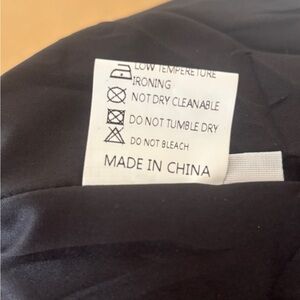 LOW TEMPERETURE
IRONING
NOT DRY CLEANABLE
DO NOT TUMBLE DRY
DO NOT BLEACH
MADE IN CHINA